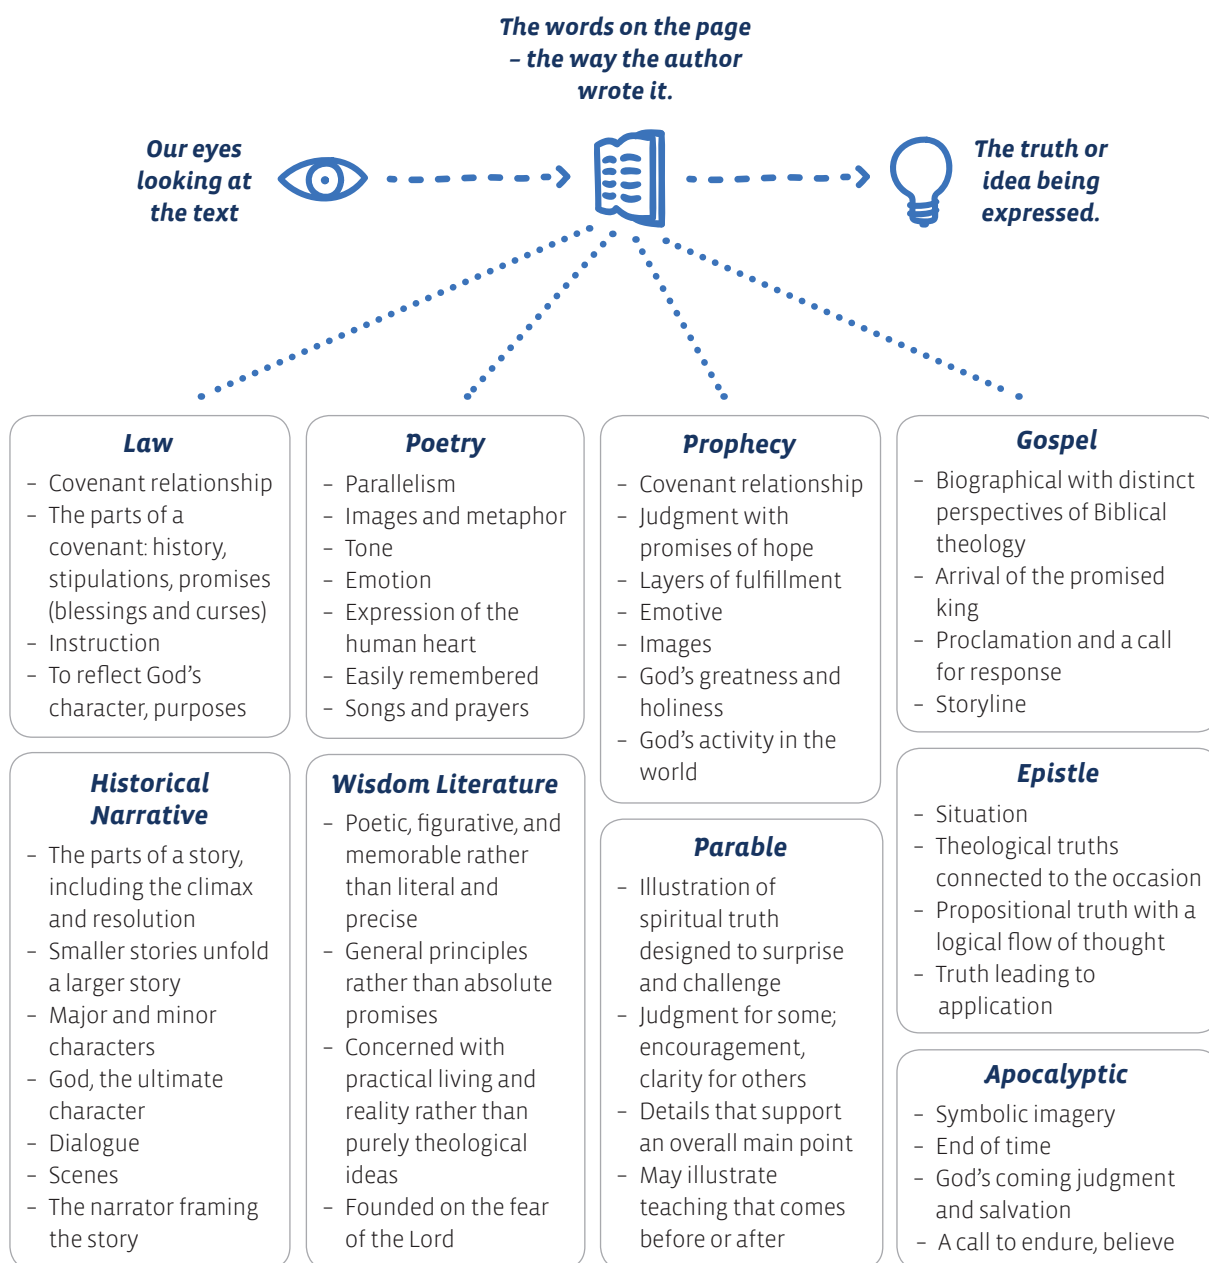 The words on the page
– the way the author
wrote it.
Our eyes
looking at
the text
The truth or
idea being
expressed.
Law
– Covenant relationship
– The parts of a
covenant: history,
stipulations, promises
(blessings and curses)
– Instruction
– To reflect God's
character, purposes
Historical
Narrative
– The parts of a story,
including the climax
and resolution
– Smaller stories unfold
a larger story
– Major and minor
characters
– God, the ultimate
character
– Dialogue
– Scenes
– The narrator framing
the story
Poetry
– Parallelism
– Images and metaphor
– Tone
– Emotion
– Expression of the
human heart
– Easily remembered
– Songs and prayers
Wisdom Literature
– Poetic, figurative, and
memorable rather
than literal and
precise
– General principles
rather than absolute
promises
– Concerned with
practical living and
reality rather than
purely theological
ideas
– Founded on the fear
of the Lord
Prophecy
– Covenant relationship
– Judgment with
promises of hope
– Layers of fulfillment
– Emotive
– Images
– God's greatness and
holiness
– God's activity in the
world
Parable
– Illustration of
spiritual truth
designed to surprise
and challenge
– Judgment for some;
encouragement,
clarity for others
– Details that support
an overall main point
– May illustrate
teaching that comes
before or after
Gospel
– Biographical with distinct
perspectives of Biblical
theology
– Arrival of the promised
king
– Proclamation and a call
for response
– Storyline
Epistle
– Situation
– Theological truths
connected to the occasion
– Propositional truth with a
logical flow of thought
– Truth leading to
application
Apocalyptic
– Symbolic imagery
– End of time
– God's coming judgment
and salvation
– A call to endure, believe